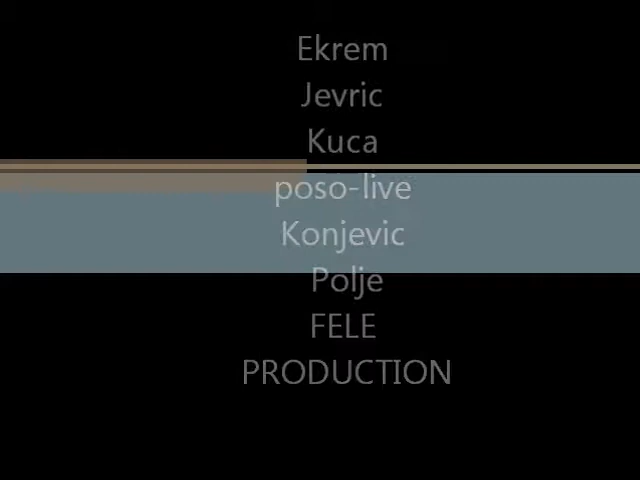 Ekrem
Jevric
Kuca
poso-live
Konjevic
Polje
FELE
PRODUCTION